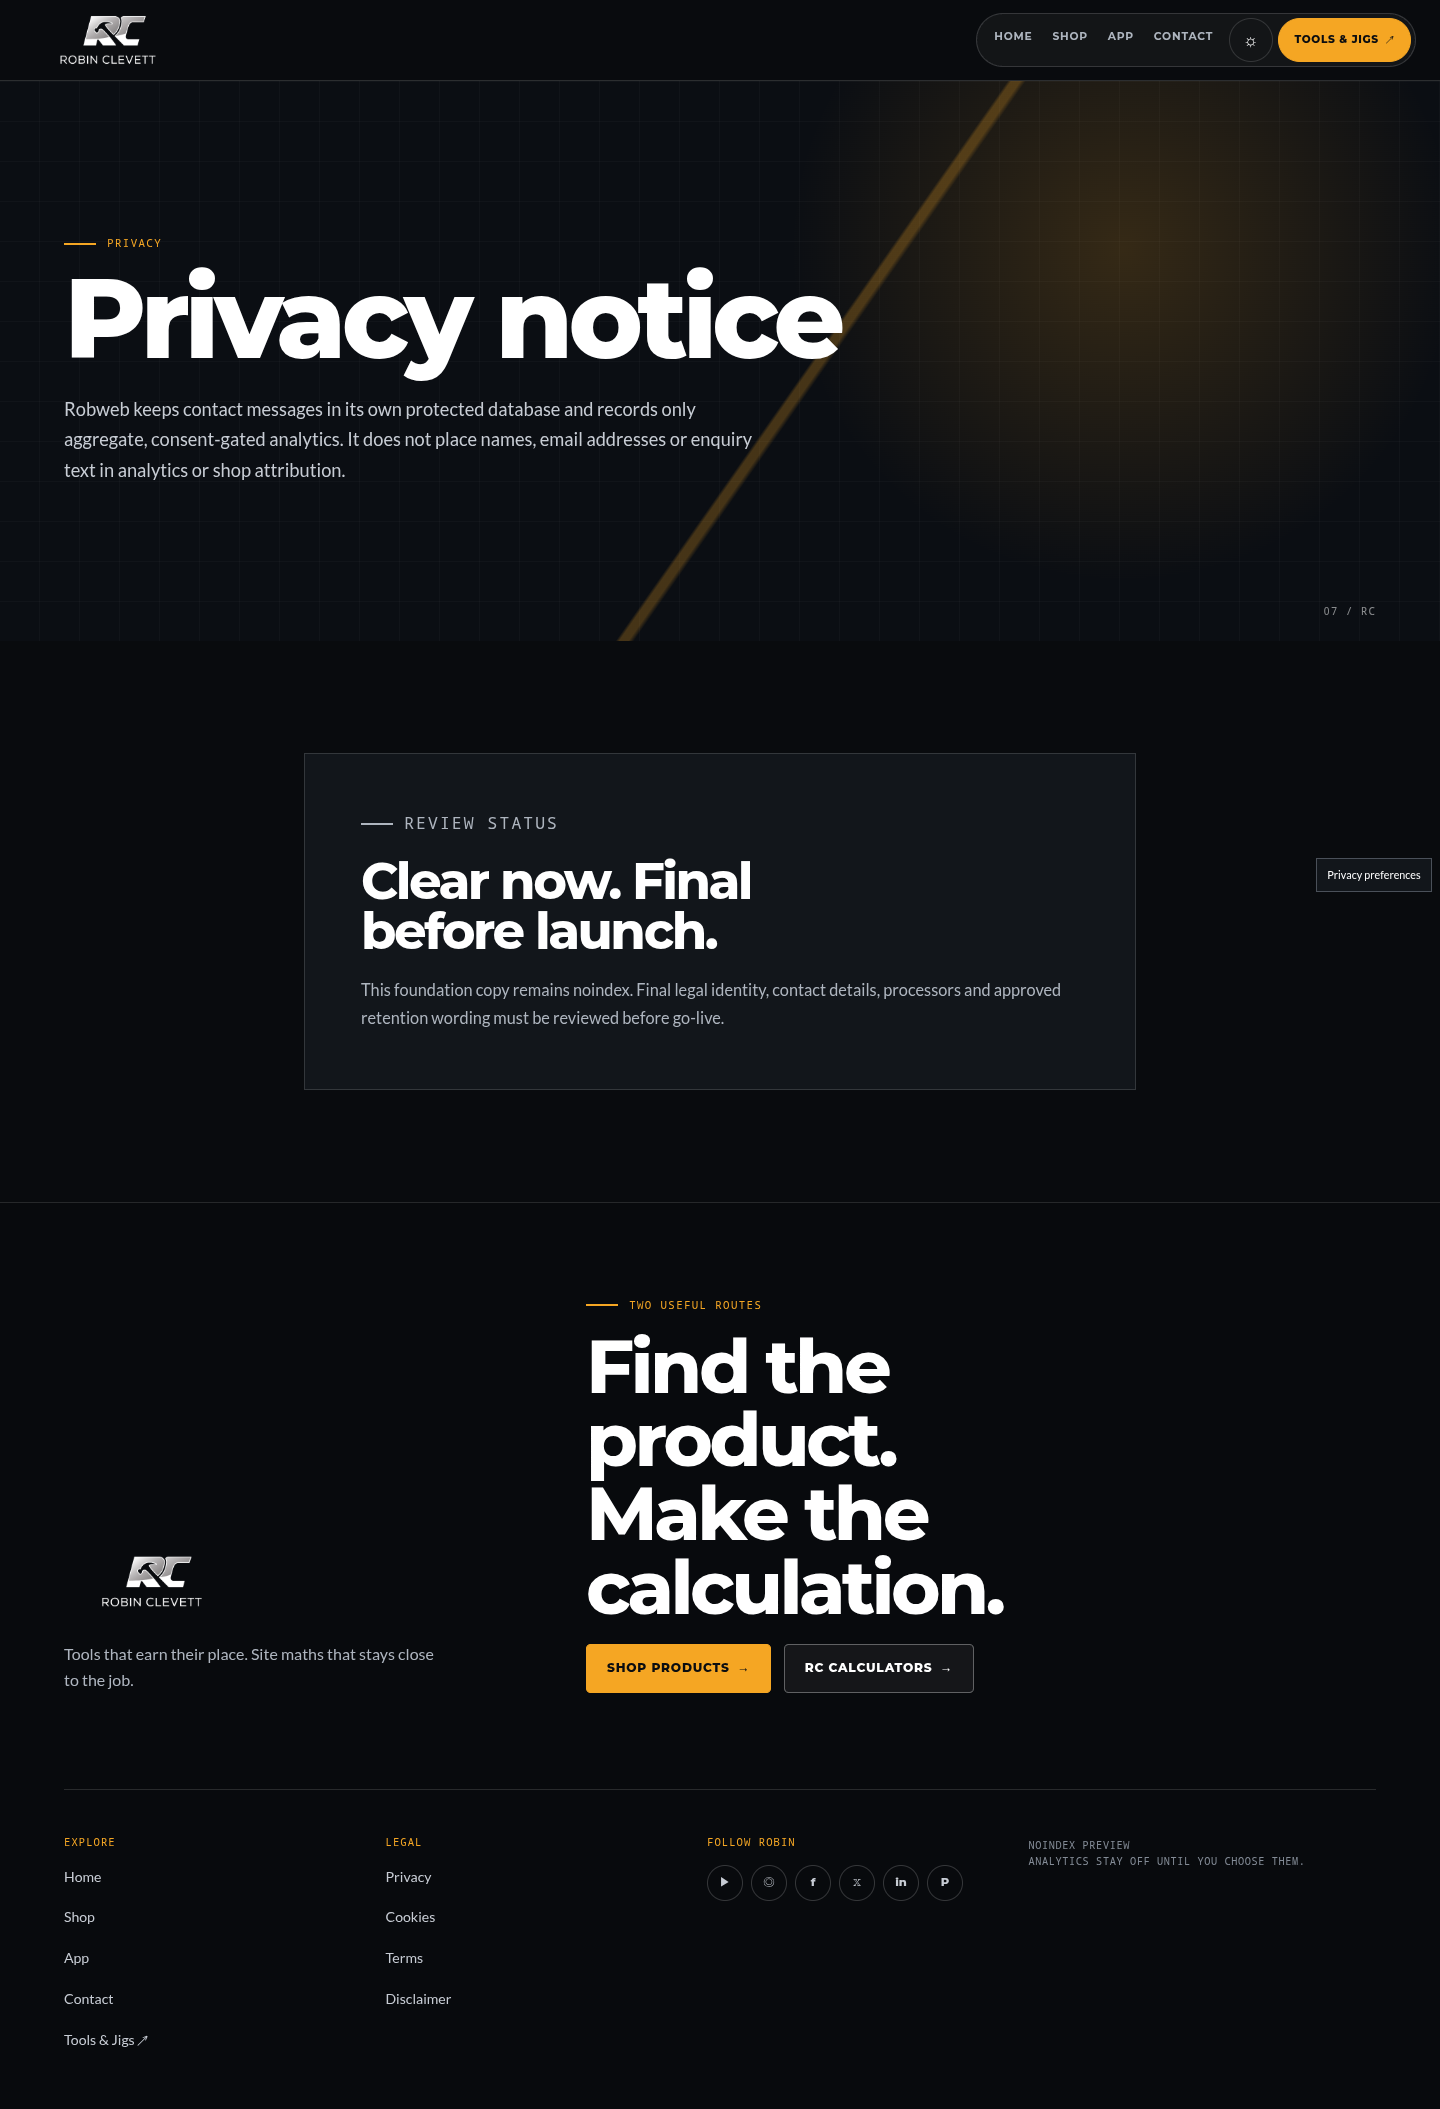 RC
ROBIN CLEVETT
HOME SHOP APP CONTACT ☼ TOOLS & JIGS ↗
PRIVACY
Privacy notice
Robweb keeps contact messages in its own protected database and records only
aggregate, consent-gated analytics. It does not place names, email addresses or enquiry
text in analytics or shop attribution.
07 / RC
REVIEW STATUS
Clear now. Final
before launch.
This foundation copy remains noindex. Final legal identity, contact details, processors and approved
retention wording must be reviewed before go-live.
Privacy preferences
TWO USEFUL ROUTES
Find the
product.
Make the
calculation.
SHOP PRODUCTS →
RC CALCULATORS →
RC
ROBIN CLEVETT
Tools that earn their place. Site maths that stays close
to the job.
EXPLORE
Home
Shop
App
Contact
Tools & Jigs ↗
LEGAL
Privacy
Cookies
Terms
Disclaimer
FOLLOW ROBIN
▶ ◎ f 𝕏 in P
NOINDEX PREVIEW
ANALYTICS STAY OFF UNTIL YOU CHOOSE THEM.